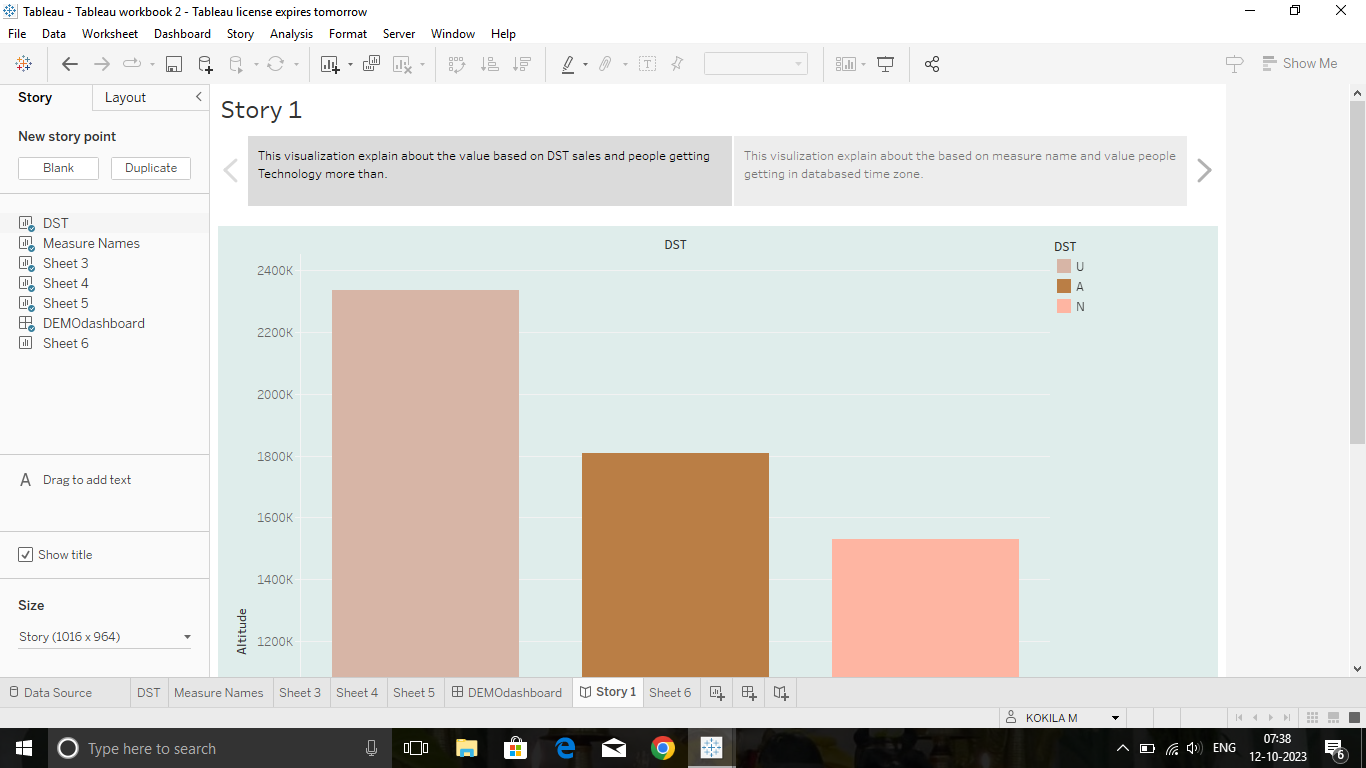 Tableau - Tableau workbook 2 - Tableau license expires tomorrow
File Data Worksheet Dashboard Story Analysis Format Server Window Help
Show Me
Story Layout
New story point
Blank Duplicate
DST
Measure Names
Sheet 3
Sheet 4
Sheet 5
DEMOdashboard
Sheet 6
A Drag to add text
Show title
Size
Story (1016 x 964)
Story 1
This visualization explain about the value based on DST sales and people getting
Technology more than.
This visulization explain about the based on measure name and value people
getting in databased time zone.
DST
2400K
2200K
2000K
1800K
1600K
1400K
1200K
Altitude
DST
U
A
N
Data Source DST Measure Names Sheet 3 Sheet 4 Sheet 5 DEMOdashboard Story 1 Sheet 6
KOKILA M
Type here to search
ENG
07:38
12-10-2023
6